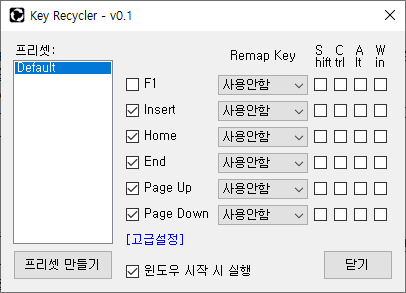 Key Recycler - v0.1
프리셋:
Default
Remap Key
S C A W
hift trl lt in
F1 사용안함
Insert 사용안함
Home 사용안함
End 사용안함
Page Up 사용안함
Page Down 사용안함
[고급설정]
프리셋 만들기
윈도우 시작 시 실행
닫기